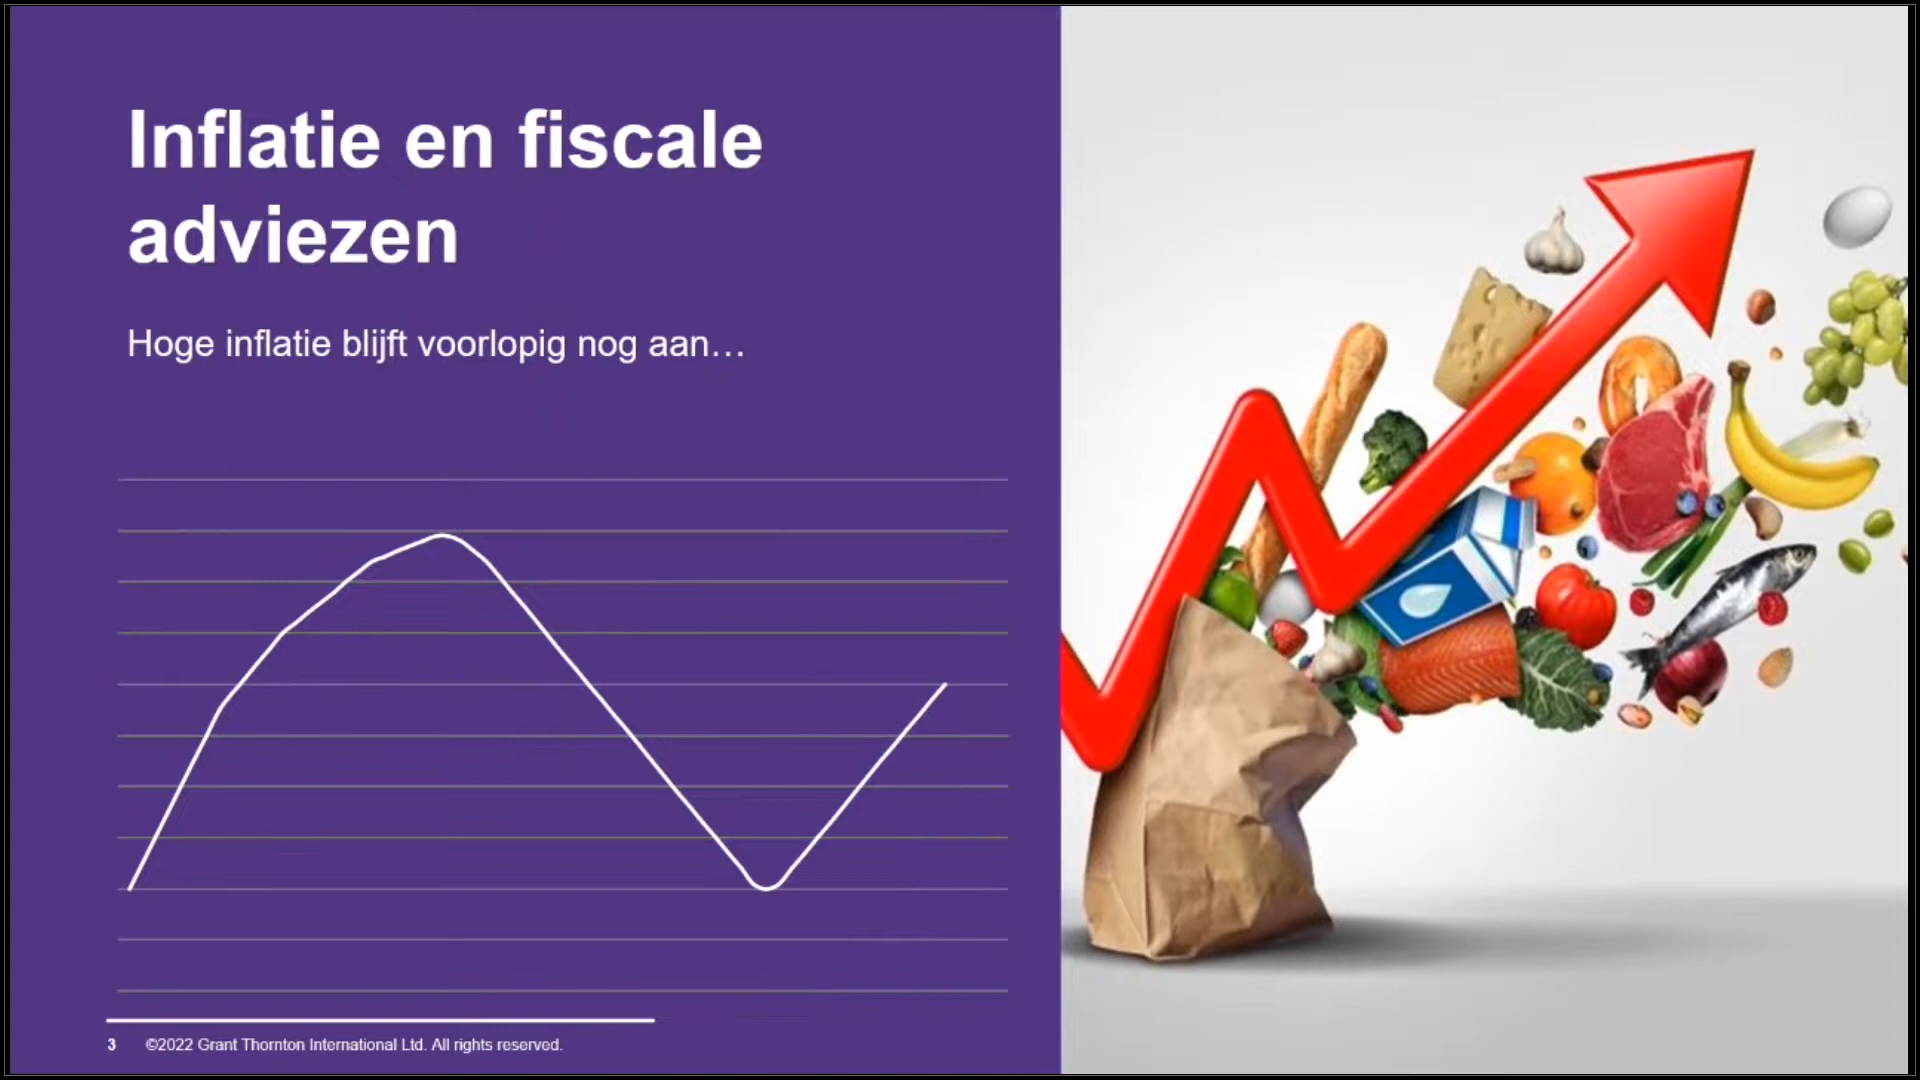 Inflatie en fiscale
adviezen
Hoge inflatie blijft voorlopig nog aan…
3 ©2022 Grant Thornton International Ltd. All rights reserved.